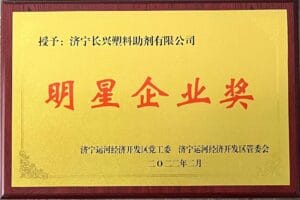 授予：济宁长兴塑料助剂有限公司
明星企业奖
济宁运河经济开发区党工委 济宁运河经济开发区管委会
二〇二二年二月